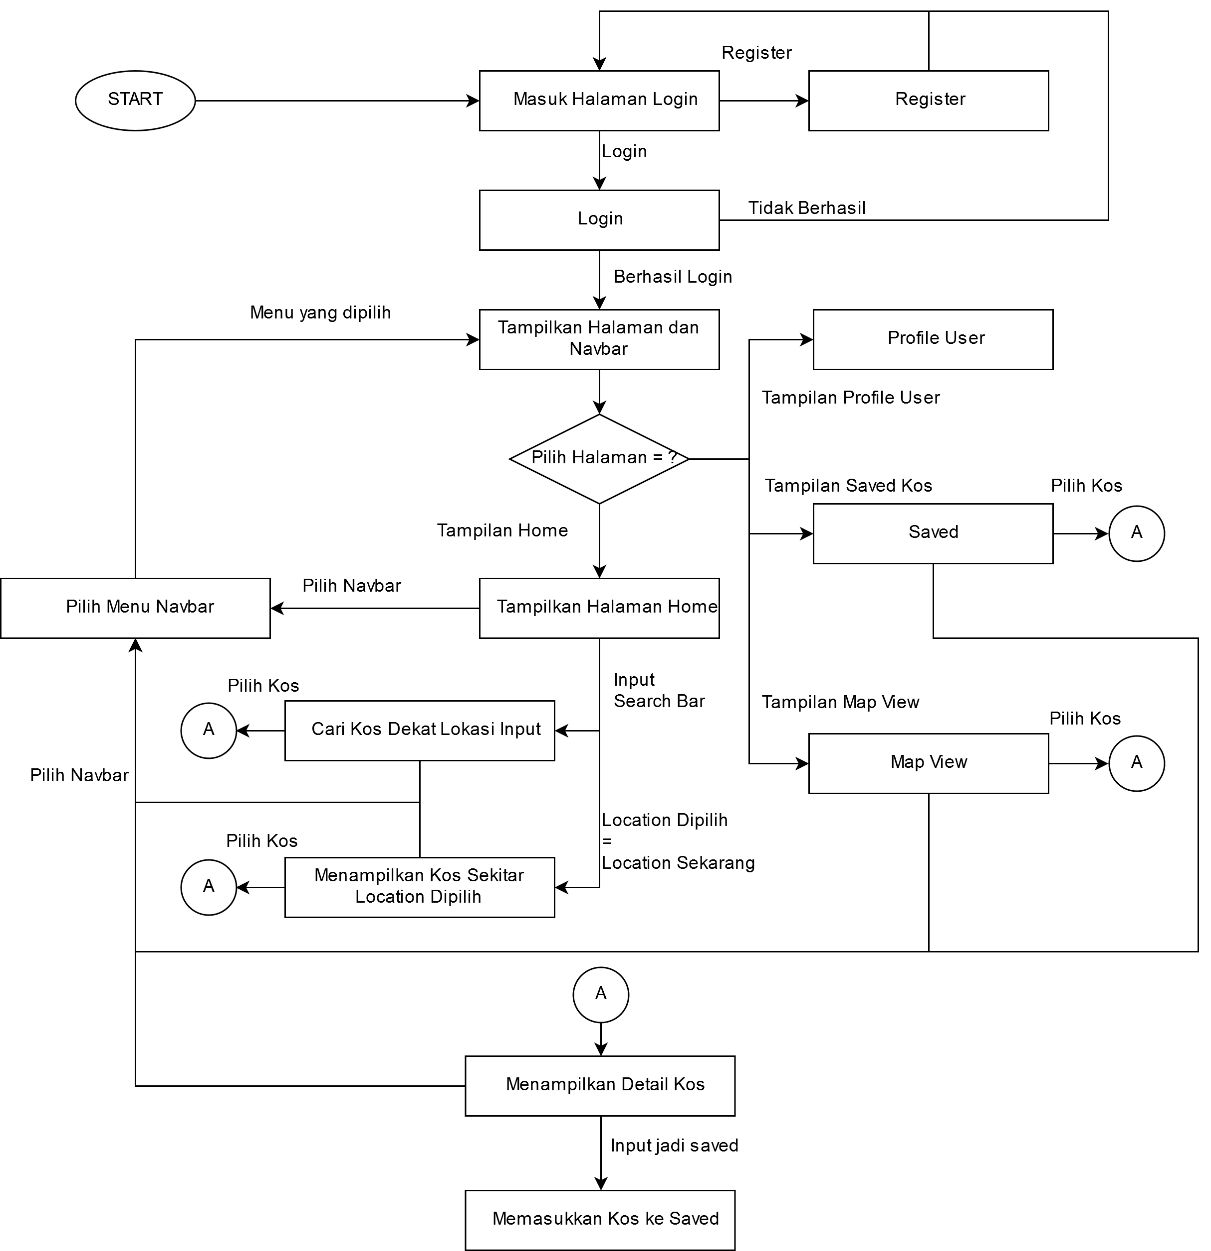 Register
START
Masuk Halaman Login
Register
Login
Login
Tidak Berhasil
Berhasil Login
Menu yang dipilih
Tampilkan Halaman dan
Navbar
Profile User
Tampilan Profile User
Pilih Halaman = ?
Tampilan Saved Kos
Pilih Kos
Tampilan Home
Saved
A
Pilih Navbar
Pilih Menu Navbar
Tampilkan Halaman Home
Input
Search Bar
Pilih Kos
Tampilan Map View
Pilih Kos
A
Cari Kos Dekat Lokasi Input
Map View
A
Pilih Navbar
Location Dipilih
=
Location Sekarang
Pilih Kos
A
Menampilkan Kos Sekitar
Location Dipilih
A
Menampilkan Detail Kos
Input jadi saved
Memasukkan Kos ke Saved